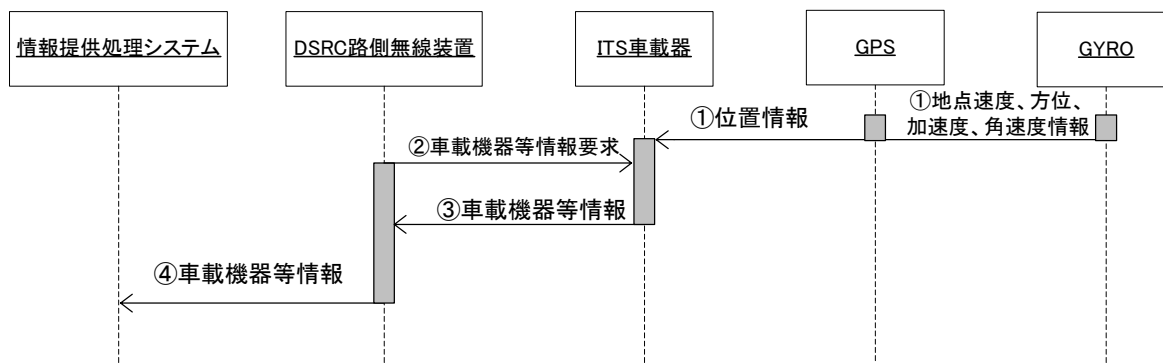 情報提供処理システム
DSRC路側無線装置
ITS車載器
GPS
GYRO
①位置情報
①地点速度、方位、
加速度、角速度情報
②車載機器等情報要求
③車載機器等情報
④車載機器等情報